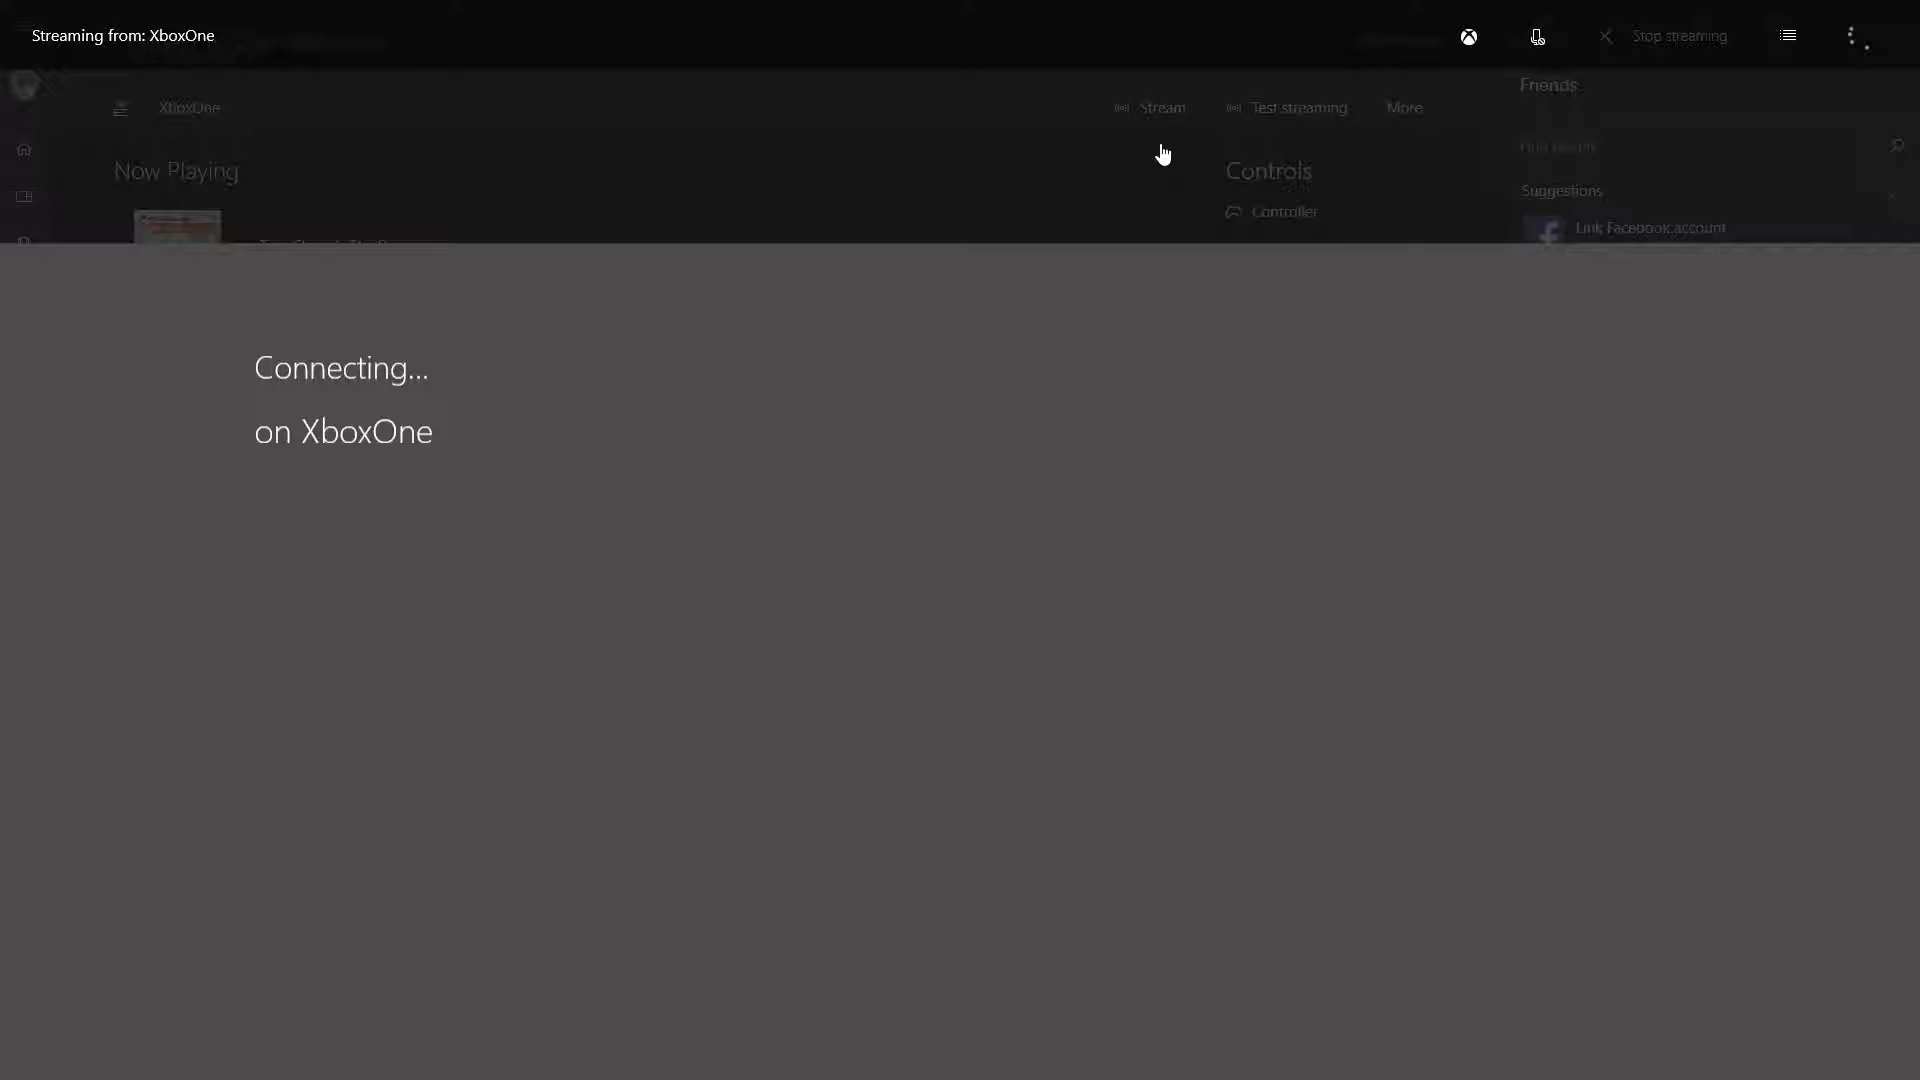 Streaming from: XboxOne
Stop streaming
Friends
XboxOne
Stream
Test streaming
More
Now Playing
Controls
Suggestions
Controller
Link Facebook account
Connecting...
on XboxOne